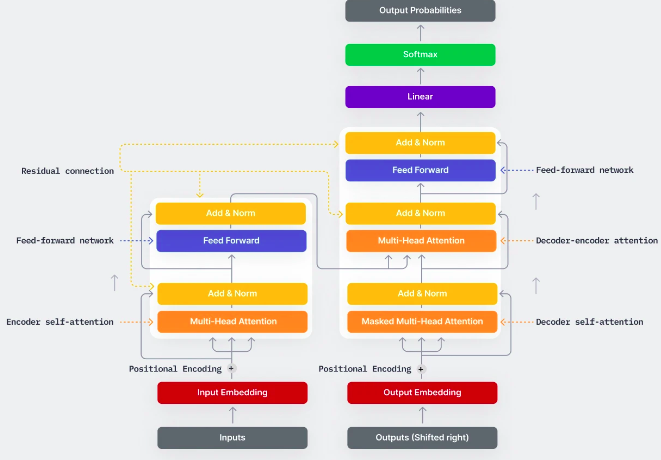 Output Probabilities
Softmax
Linear
Add & Norm
Feed Forward
Feed-forward network
Residual connection
Add & Norm
Add & Norm
Feed-forward network
Feed Forward
Multi-Head Attention
Decoder-encoder attention
Add & Norm
Add & Norm
Encoder self-attention
Multi-Head Attention
Masked Multi-Head Attention
Decoder self-attention
Positional Encoding +
Positional Encoding +
Input Embedding
Output Embedding
Inputs
Outputs (Shifted right)